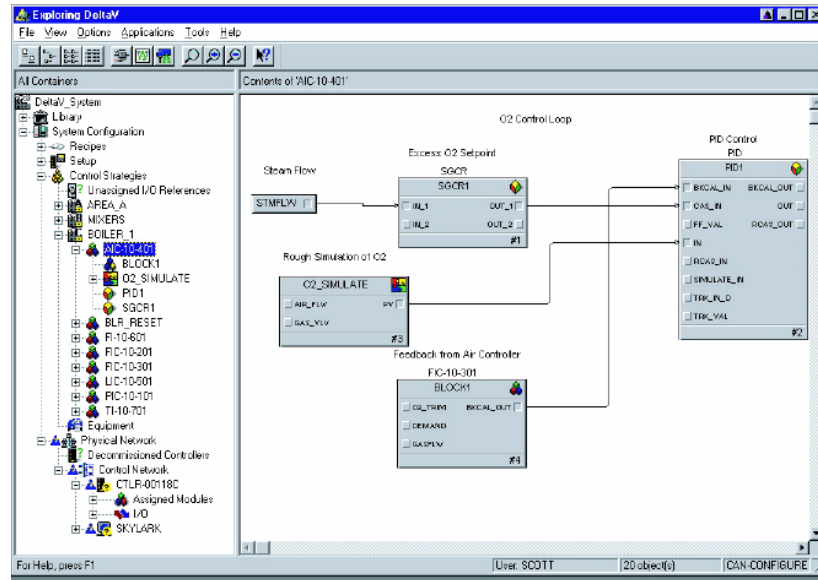 Exploring DeltaV
File View Options Applications Tools Help
All Containers
Contents of 'AIC-10-401'
DeltaV_System
Library
System Configuration
Recipes
Setup
Control Strategies
Unassigned I/O References
AREA_A
MIXERS
BOILER_1
AIC-10-401
BLOCK1
O2_SIMULATE
PID1
SGCR1
BLR_RESET
FI-10-601
FIC-10-201
FIC-10-301
LIC-10-501
PIC-10-101
TI-10-701
Equipment
Physical Network
Decommissioned Controllers
Control Network
CTLR-00118C
Assigned Modules
I/O
SKYLARK
O2 Control Loop
Steam Flow
STMFLW
Excess O2 Setpoint
SGCR
SGCR1
IN_1 OUT_1
IN_2 OUT_2
#1
PID Control
PID
PID1
BKCAL_IN BKCAL_OUT
CAS_IN OUT
FF_VAL RCAS_OUT
IN
RCAS_IN
SIMULATE_IN
TRK_IN_D
TRK_VAL
#2
Rough Simulation of O2
O2_SIMULATE
AIR_FLW PV
GAS_VLV
#3
Feedback from Air Controller
FIC-10-301
BLOCK1
O2_TRIM BKCAL_OUT
DEMAND
GASFLW
#4
For Help, press F1
User: SCOTT
20 object(s)
CAN-CONFIGURE